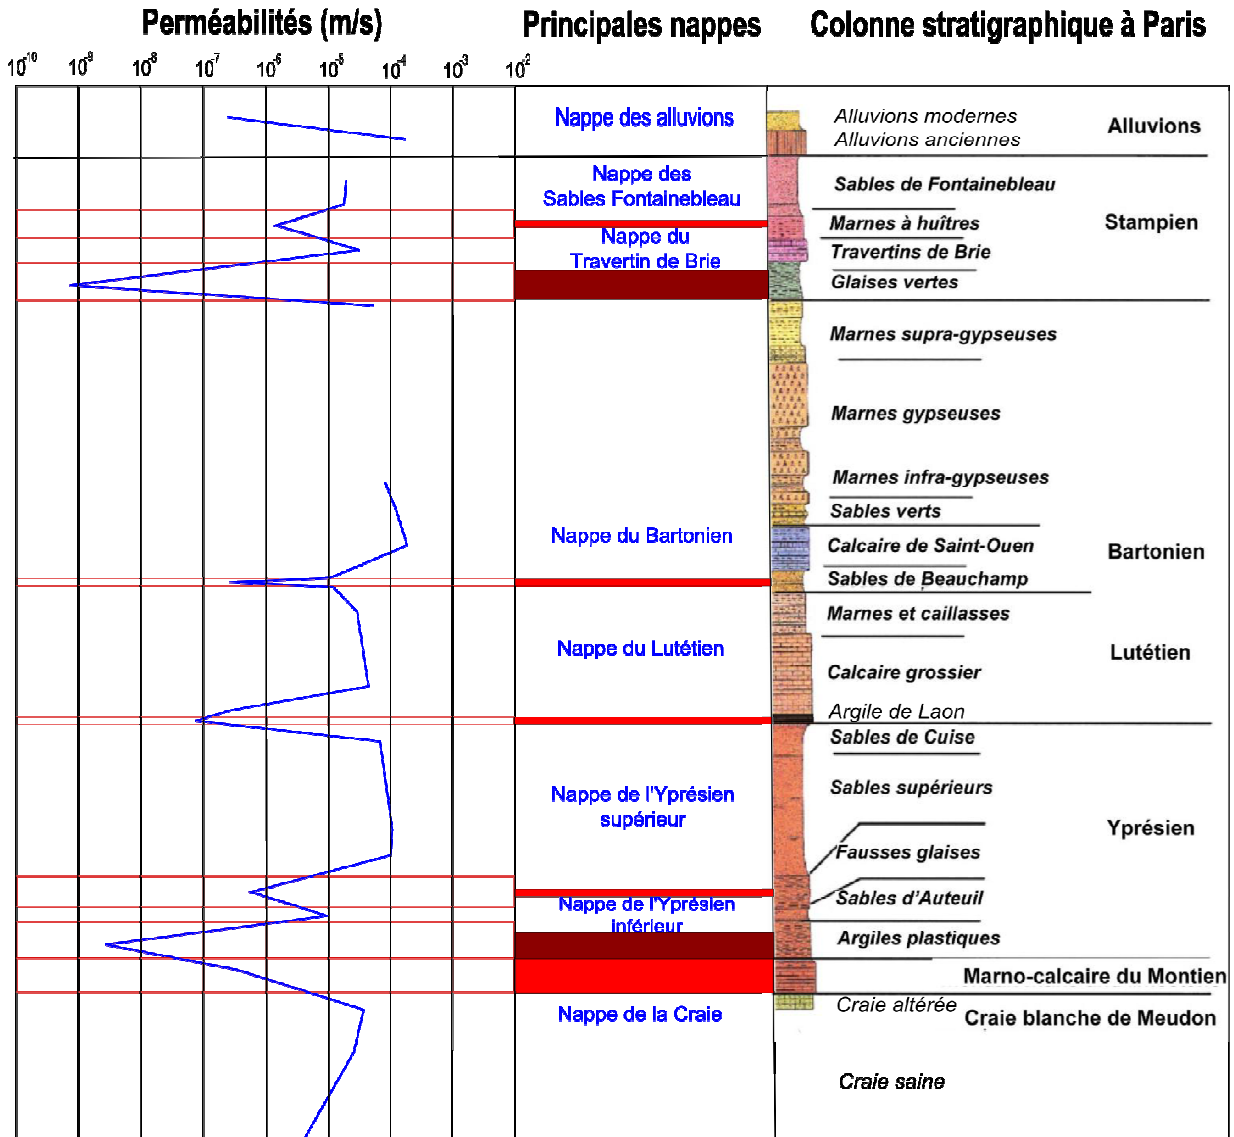 Perméabilités (m/s)
Principales nappes
Colonne stratigraphique à Paris
10⁻¹⁰ 10⁻⁹ 10⁻⁸ 10⁻⁷ 10⁻⁶ 10⁻⁵ 10⁻⁴ 10⁻³ 10⁻²
Nappe des alluvions
Nappe des
Sables Fontainebleau
Nappe du
Travertin de Brie
Nappe du Bartonien
Nappe du Lutétien
Nappe de l'Yprésien
supérieur
Nappe de l'Yprésien
inférieur
Nappe de la Craie
Alluvions modernes
Alluvions anciennes
Alluvions
Sables de Fontainebleau
Marnes à huîtres
Stampien
Travertins de Brie
Glaises vertes
Marnes supra-gypseuses
Marnes gypseuses
Marnes infra-gypseuses
Sables verts
Calcaire de Saint-Ouen
Bartonien
Sables de Beauchamp
Marnes et caillasses
Lutétien
Calcaire grossier
Argile de Laon
Sables de Cuise
Sables supérieurs
Yprésien
Fausses glaises
Sables d'Auteuil
Argiles plastiques
Marno-calcaire du Montien
Craie altérée
Craie blanche de Meudon
Craie saine